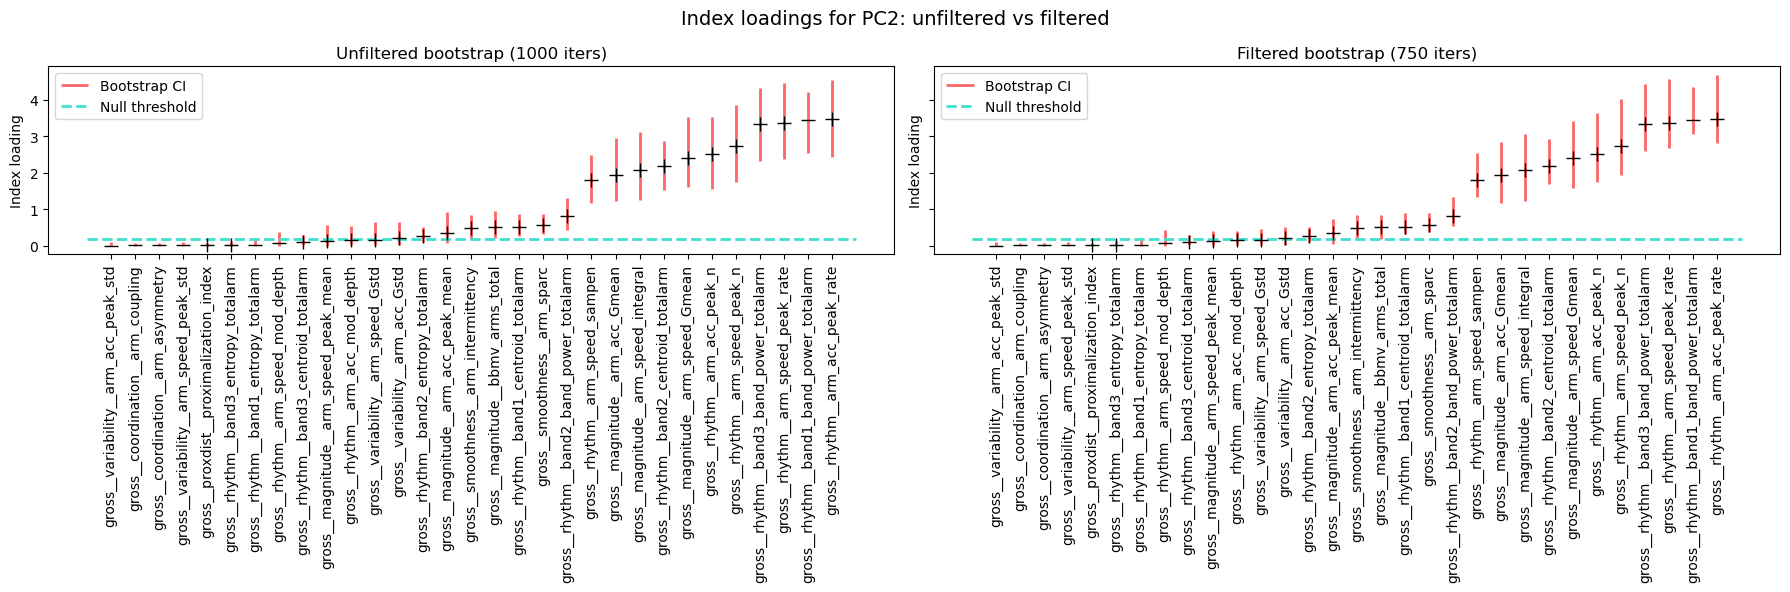 Index loadings for PC2: unfiltered vs filtered
Unfiltered bootstrap (1000 iters)
Index loading
4
3
2
1
0
Bootstrap CI
Null threshold
gross__variability__arm_acc_peak_std
gross__coordination__arm_coupling
gross__coordination__arm_asymmetry
gross__variability__arm_speed_peak_std
gross__proxdist__proximalization_index
gross__rhythm__band3_entropy_totalarm
gross__rhythm__band1_entropy_totalarm
gross__rhythm__arm_speed_mod_depth
gross__rhythm__band3_centroid_totalarm
gross__magnitude__arm_speed_peak_mean
gross__rhythm__arm_acc_mod_depth
gross__variability__arm_speed_Gstd
gross__variability__arm_acc_Gstd
gross__rhythm__band2_entropy_totalarm
gross__magnitude__arm_acc_peak_mean
gross__smoothness__arm_intermittency
gross__magnitude__bbmv_arms_total
gross__rhythm__band1_centroid_totalarm
gross__smoothness__arm_sparc
gross__rhythm__band2_band_power_totalarm
gross__rhythm__arm_speed_sampen
gross__magnitude__arm_acc_Gmean
gross__magnitude__arm_speed_integral
gross__rhythm__band2_centroid_totalarm
gross__magnitude__arm_speed_Gmean
gross__rhythm__arm_acc_peak_n
gross__rhythm__arm_speed_peak_n
gross__rhythm__band3_band_power_totalarm
gross__rhythm__arm_speed_peak_rate
gross__rhythm__band1_band_power_totalarm
gross__rhythm__arm_acc_peak_rate
Filtered bootstrap (750 iters)
Index loading
Bootstrap CI
Null threshold
gross__variability__arm_acc_peak_std
gross__coordination__arm_coupling
gross__coordination__arm_asymmetry
gross__variability__arm_speed_peak_std
gross__proxdist__proximalization_index
gross__rhythm__band3_entropy_totalarm
gross__rhythm__band1_entropy_totalarm
gross__rhythm__arm_speed_mod_depth
gross__rhythm__band3_centroid_totalarm
gross__magnitude__arm_speed_peak_mean
gross__rhythm__arm_acc_mod_depth
gross__variability__arm_speed_Gstd
gross__variability__arm_acc_Gstd
gross__rhythm__band2_entropy_totalarm
gross__magnitude__arm_acc_peak_mean
gross__smoothness__arm_intermittency
gross__magnitude__bbmv_arms_total
gross__rhythm__band1_centroid_totalarm
gross__smoothness__arm_sparc
gross__rhythm__band2_band_power_totalarm
gross__rhythm__arm_speed_sampen
gross__magnitude__arm_acc_Gmean
gross__magnitude__arm_speed_integral
gross__rhythm__band2_centroid_totalarm
gross__magnitude__arm_speed_Gmean
gross__rhythm__arm_acc_peak_n
gross__rhythm__arm_speed_peak_n
gross__rhythm__band3_band_power_totalarm
gross__rhythm__arm_speed_peak_rate
gross__rhythm__band1_band_power_totalarm
gross__rhythm__arm_acc_peak_rate